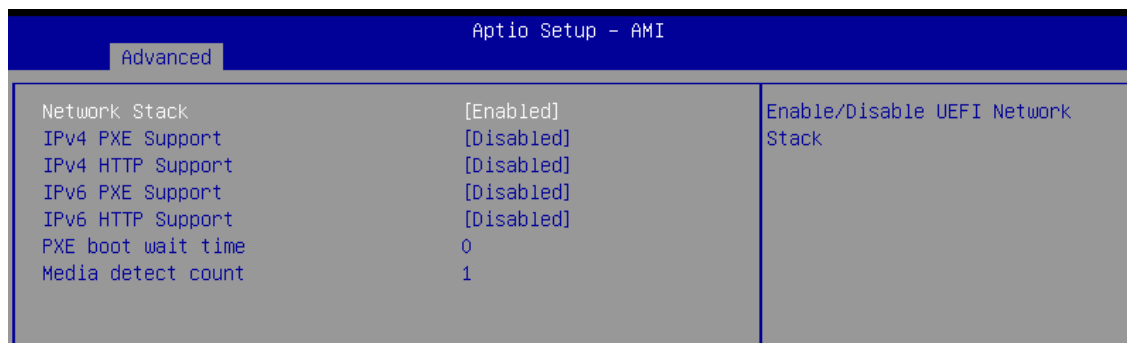 Aptio Setup - AMI
Advanced
Network Stack [Enabled]
IPv4 PXE Support [Disabled]
IPv4 HTTP Support [Disabled]
IPv6 PXE Support [Disabled]
IPv6 HTTP Support [Disabled]
PXE boot wait time 0
Media detect count 1
Enable/Disable UEFI Network
Stack